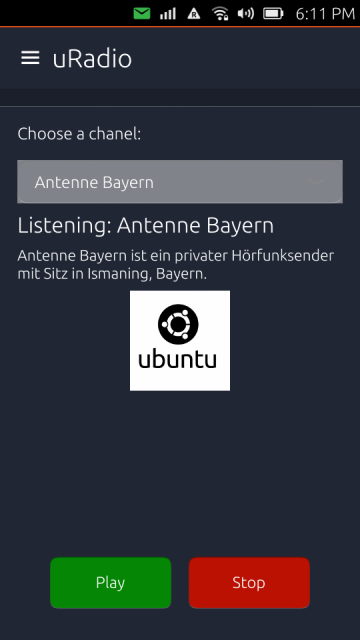 6:11 PM
uRadio
Choose a chanel:
Antenne Bayern
Listening: Antenne Bayern
Antenne Bayern ist ein privater Hörfunksender
mit Sitz in Ismaning, Bayern.
ubuntu
Play
Stop